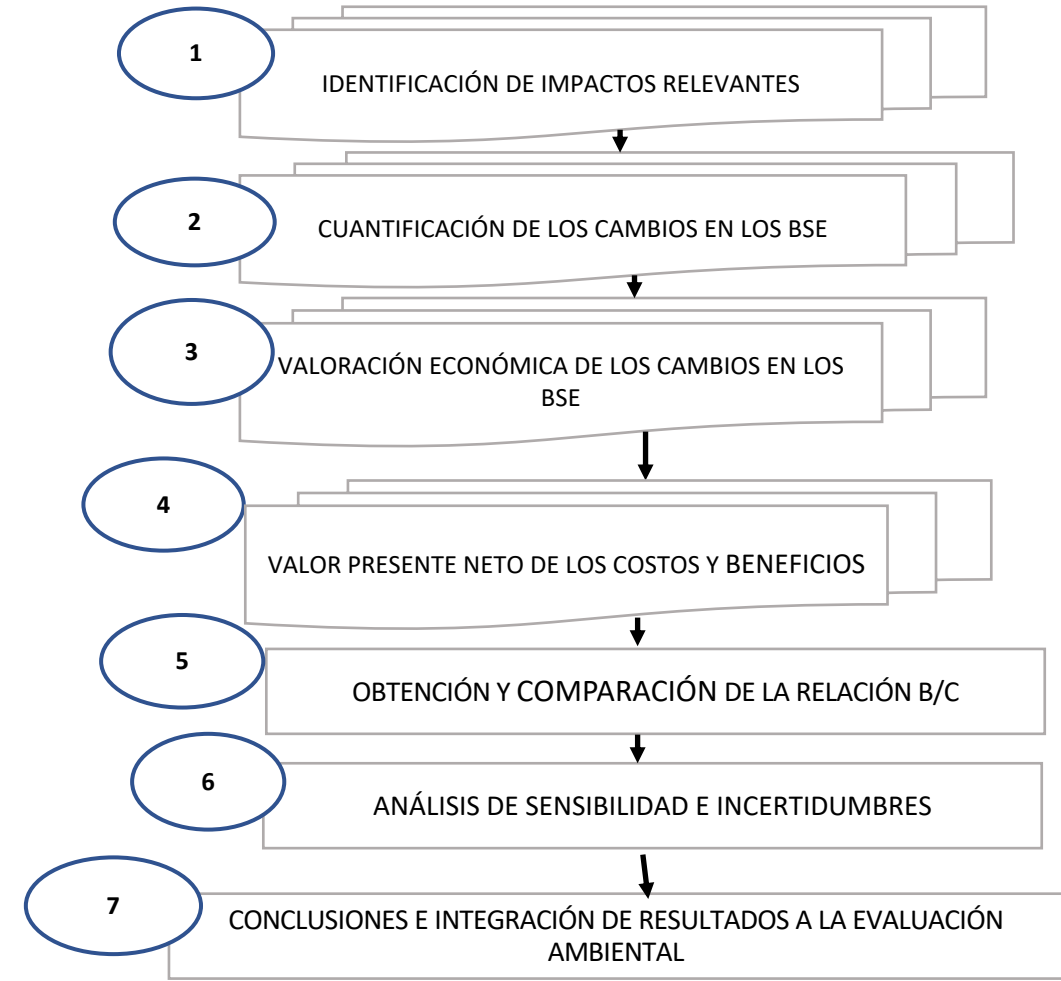 1
IDENTIFICACIÓN DE IMPACTOS RELEVANTES
2
CUANTIFICACIÓN DE LOS CAMBIOS EN LOS BSE
3
VALORACIÓN ECONÓMICA DE LOS CAMBIOS EN LOS
BSE
4
VALOR PRESENTE NETO DE LOS COSTOS Y BENEFICIOS
5
OBTENCIÓN Y COMPARACIÓN DE LA RELACIÓN B/C
6
ANÁLISIS DE SENSIBILIDAD E INCERTIDUMBRES
7
CONCLUSIONES E INTEGRACIÓN DE RESULTADOS A LA EVALUACIÓN
AMBIENTAL